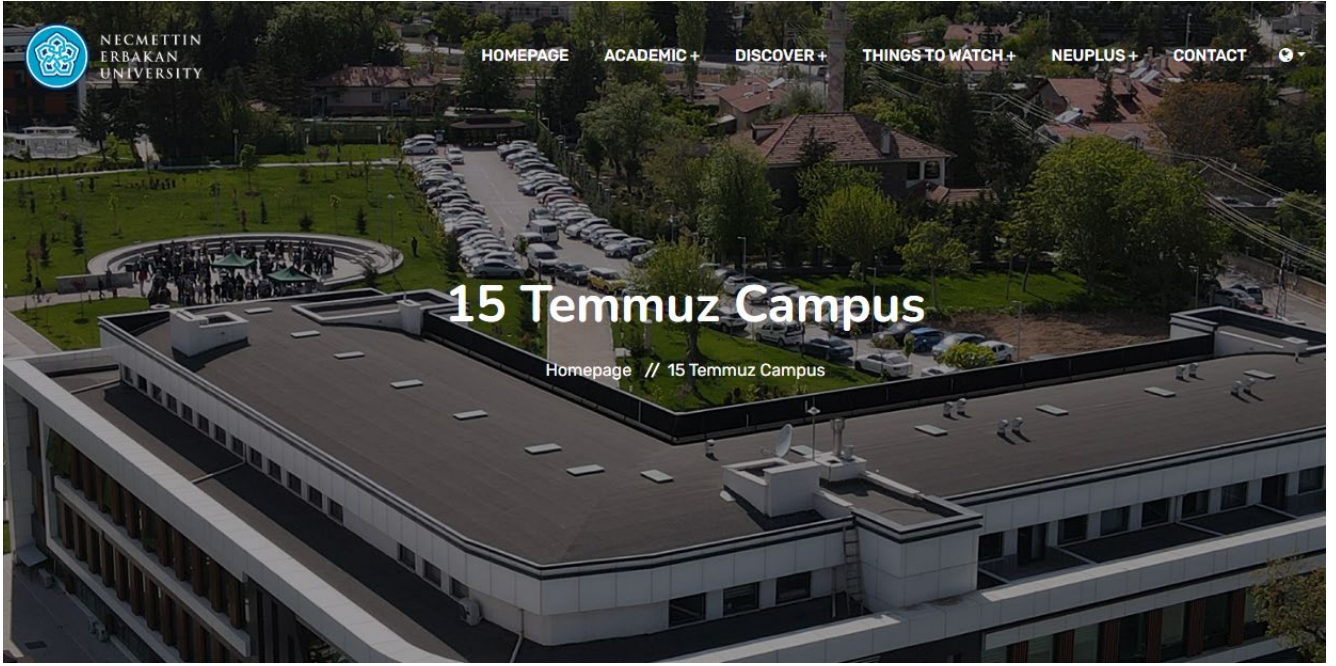 NECMETTIN
ERBAKAN
UNIVERSITY
HOMEPAGE ACADEMIC + DISCOVER + THINGS TO WATCH + NEUPLUS + CONTACT
15 Temmuz Campus
Homepage // 15 Temmuz Campus